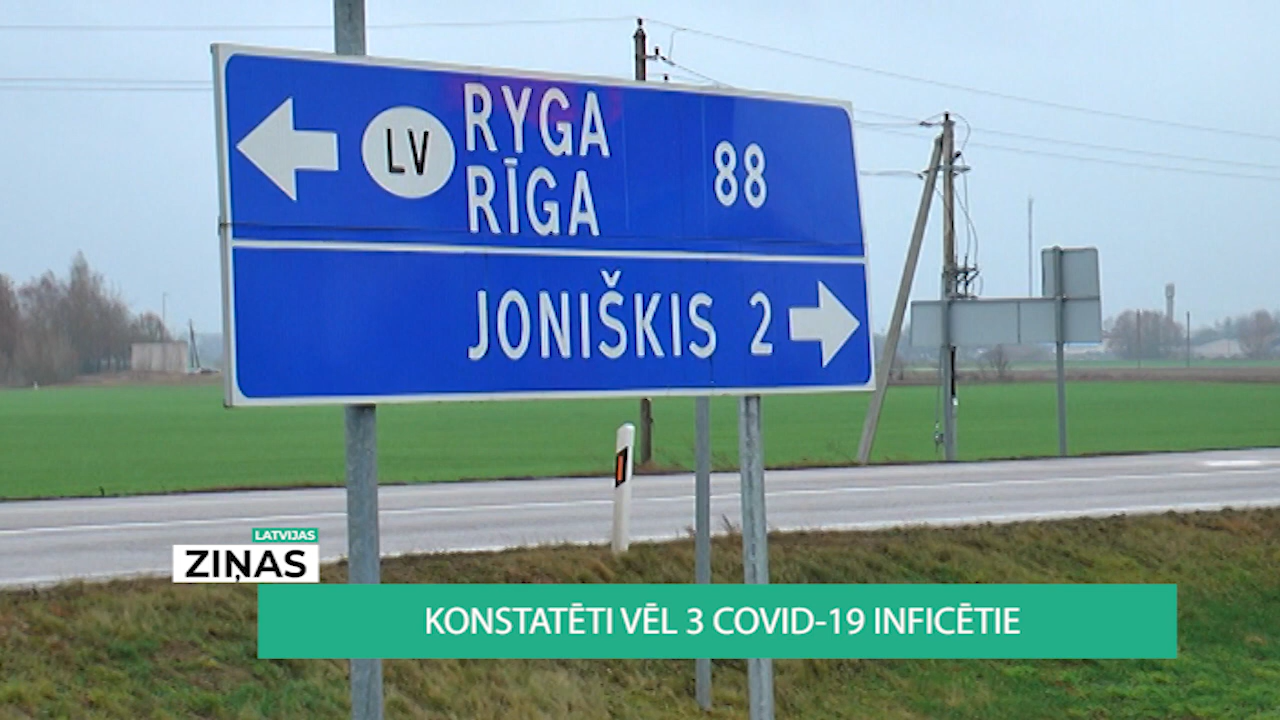 LV
RYGA
RĪGA
88
JONIŠKIS 2
LATVIJAS
ZIŅAS
KONSTATĒTI VĒL 3 COVID-19 INFICĒTIE